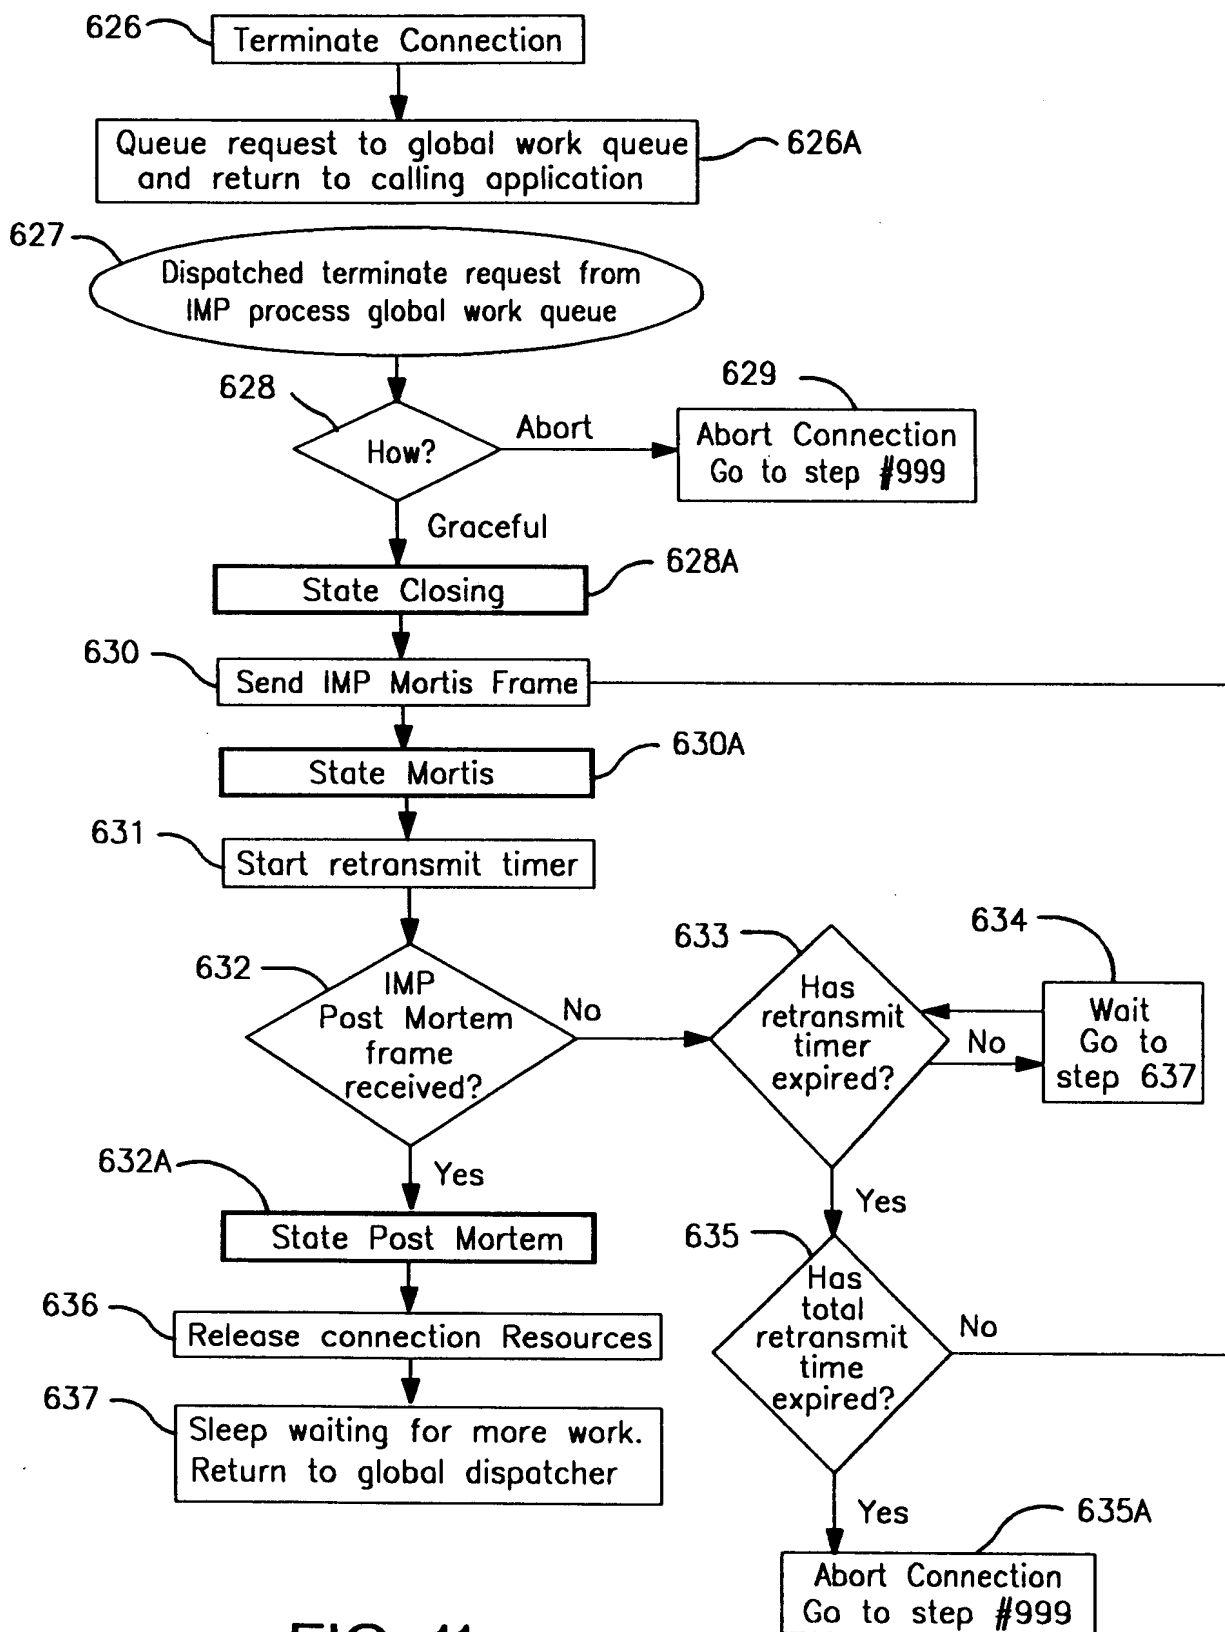 626
Terminate Connection
Queue request to global work queue
and return to calling application
626A
627
Dispatched terminate request from
IMP process global work queue
628
How?
Abort
629
Abort Connection
Go to step #999
Graceful
State Closing
628A
630
Send IMP Mortis Frame
State Mortis
630A
631
Start retransmit timer
632
IMP
Post Mortem
frame
received?
No
633
Has
retransmit
timer
expired?
No
634
Wait
Go to
step 637
632A
Yes
State Post Mortem
Yes
635
Has
total
retransmit
time
expired?
No
636
Release connection Resources
637
Sleep waiting for more work.
Return to global dispatcher
Yes
635A
Abort Connection
Go to step #999